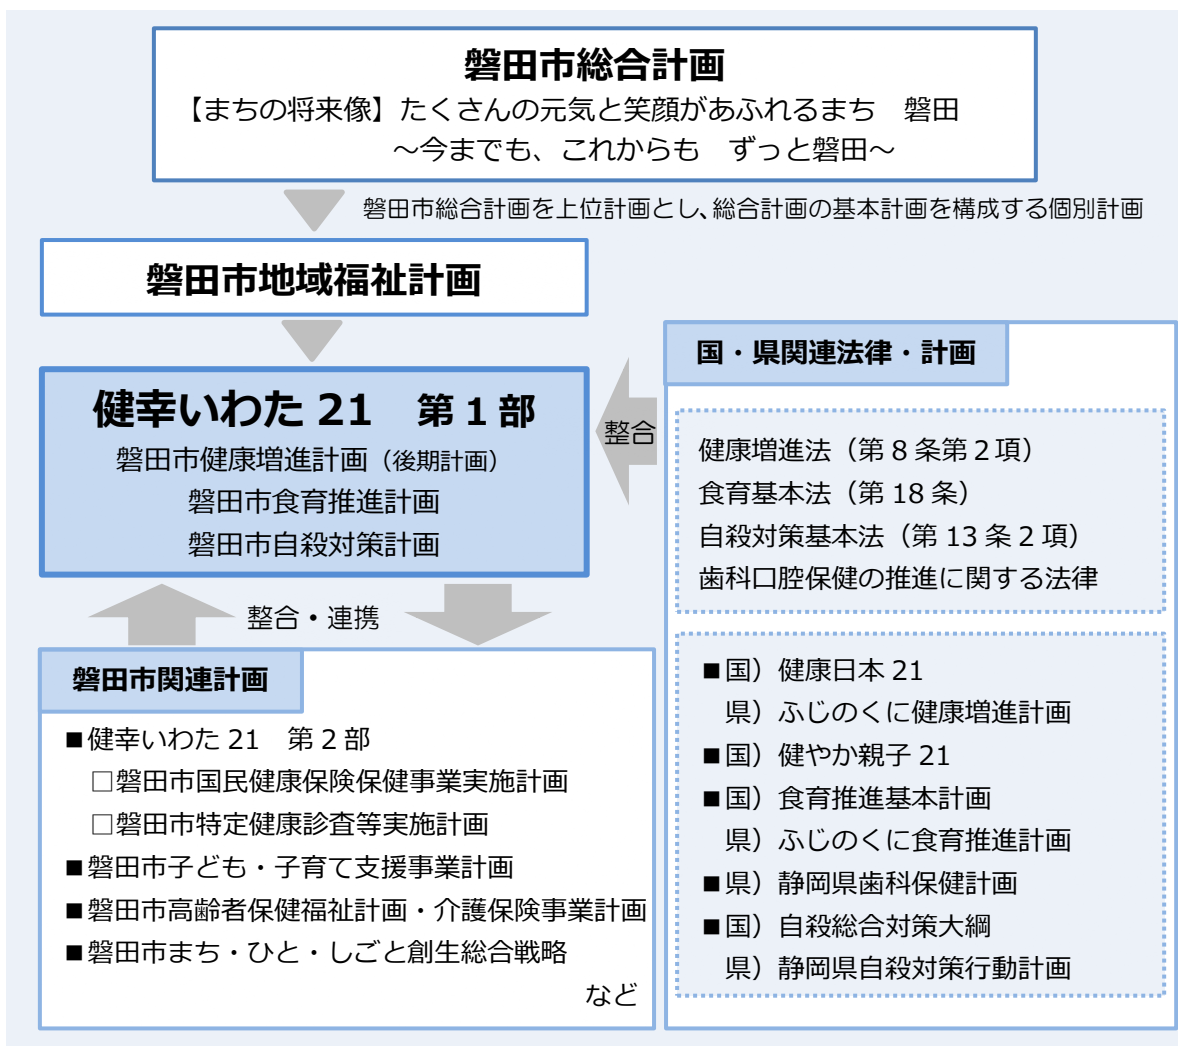 磐田市総合計画
【まちの将来像】たくさんの元気と笑顔があふれるまち　磐田
～今までも、これからも　ずっと磐田～
磐田市総合計画を上位計画とし、総合計画の基本計画を構成する個別計画
磐田市地域福祉計画
健幸いわた 21　第 1 部
磐田市健康増進計画（後期計画）
磐田市食育推進計画
磐田市自殺対策計画
整合
国・県関連法律・計画
健康増進法（第 8 条第 2 項）
食育基本法（第 18 条）
自殺対策基本法（第 13 条 2 項）
歯科口腔保健の推進に関する法律
■国）健康日本 21
県）ふじのくに健康増進計画
■国）健やか親子 21
■国）食育推進基本計画
県）ふじのくに食育推進計画
■県）静岡県歯科保健計画
■国）自殺総合対策大綱
県）静岡県自殺対策行動計画
整合・連携
磐田市関連計画
■健幸いわた 21　第 2 部
□磐田市国民健康保険保健事業実施計画
□磐田市特定健康診査等実施計画
■磐田市子ども・子育て支援事業計画
■磐田市高齢者保健福祉計画・介護保険事業計画
■磐田市まち・ひと・しごと創生総合戦略
など